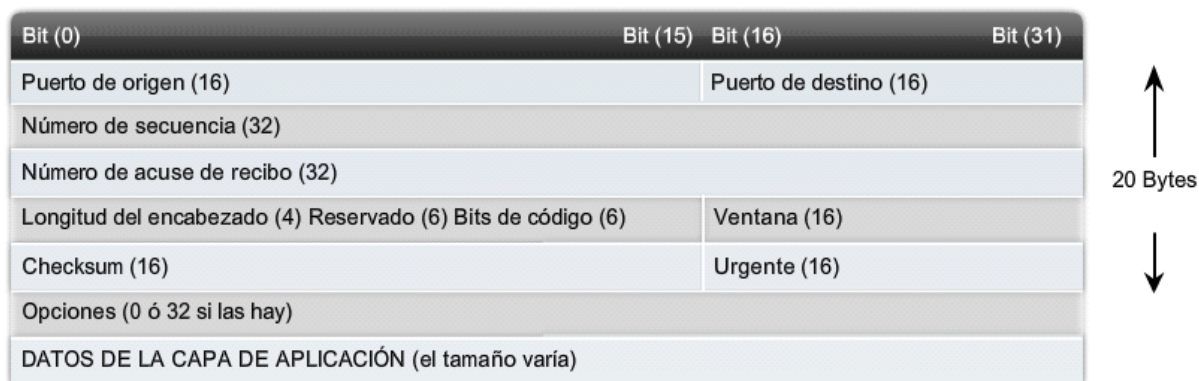 Bit (0) Bit (15) Bit (16) Bit (31)
Puerto de origen (16) Puerto de destino (16)
Número de secuencia (32)
Número de acuse de recibo (32)
20 Bytes
Longitud del encabezado (4) Reservado (6) Bits de código (6) Ventana (16)
Checksum (16) Urgente (16)
Opciones (0 ó 32 si las hay)
DATOS DE LA CAPA DE APLICACIÓN (el tamaño varía)